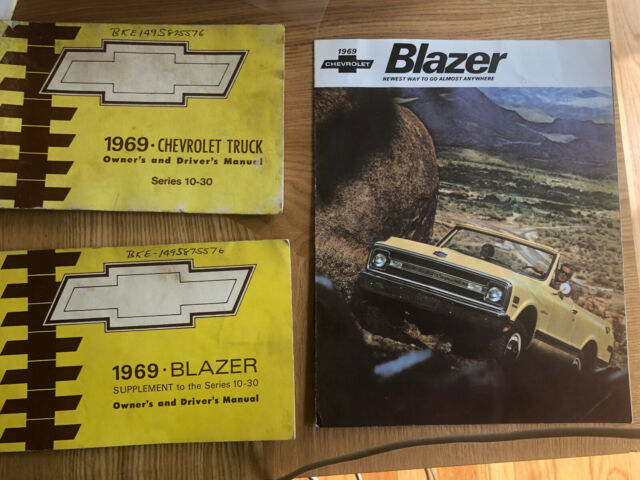 BKE1495875576
1969 • CHEVROLET TRUCK
Owner's and Driver's Manual
Series 10-30
BKE-1495875576
1969 • BLAZER
SUPPLEMENT to the Series 10-30
Owner's and Driver's Manual
1969
CHEVROLET
Blazer
NEWEST WAY TO GO ALMOST ANYWHERE